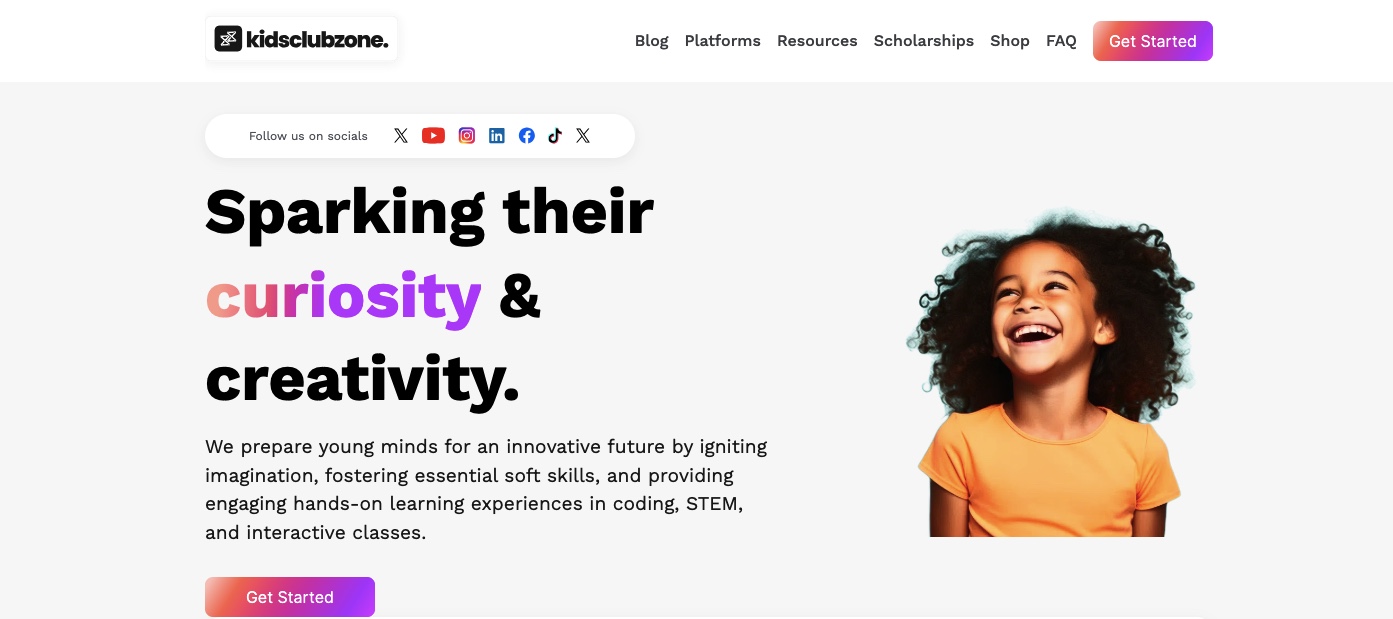 kidsclubzone.
Blog Platforms Resources Scholarships Shop FAQ Get Started
Follow us on socials
Sparking their
curiosity &
creativity.
We prepare young minds for an innovative future by igniting
imagination, fostering essential soft skills, and providing
engaging hands-on learning experiences in coding, STEM,
and interactive classes.
Get Started